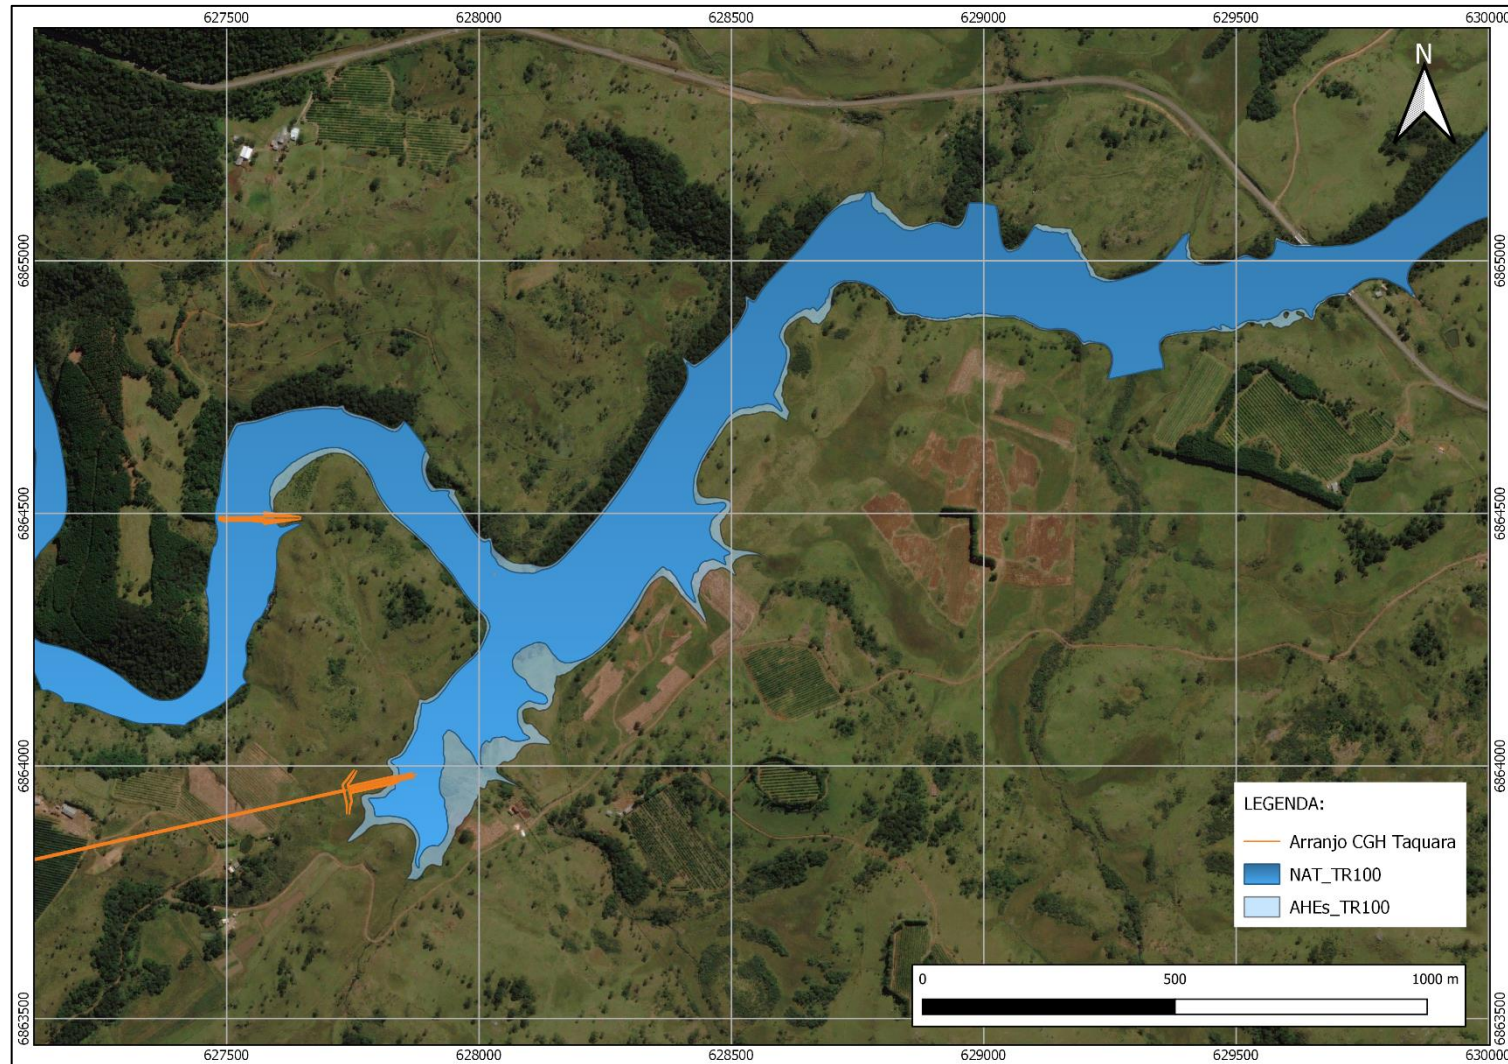 627500 628000 628500 629000 629500 630000
N
6865000 6865000
6864500 6864500
6864000 6864000
LEGENDA:
Arranjo CGH Taquara
NAT_TR100
AHEs_TR100
0 500 1000 m
6863500 6863500
627500 628000 628500 629000 629500 630000